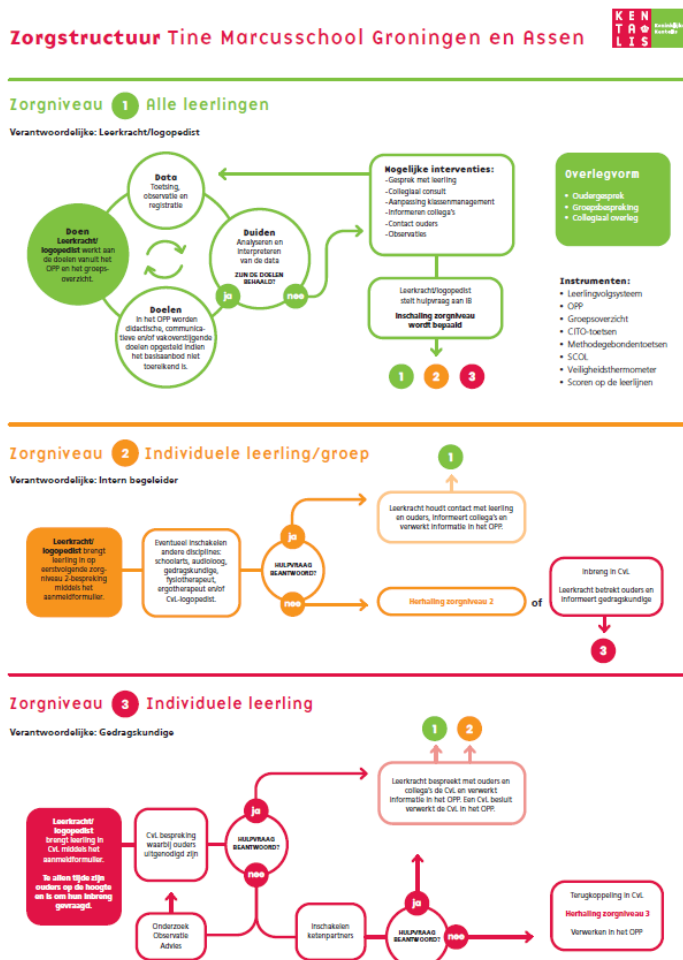 Zorgstructuur Tine Marcusschool Groningen en Assen
KEN
TA
LIS
Zorgniveau 1 Alle leerlingen
Verantwoordelijke: Leerkracht/logopedist
Data
Toetsing,
observatie en
registratie
Doen
Leerkracht/
logopedist werkt aan
de doelen vanuit het
OPP en het groeps-
overzicht.
Duiden
Analyseren en
interpreteren
van de data
ZIJN DE DOELEN
BEHAALD?
ja
nee
Doelen
In het OPP worden
didactische, communica-
tieve en/of vakoverstijgende
doelen opgesteld indien
het basisaanbod niet
toereikend is.
Mogelijke interventies:
-Gesprek met leerling
-Collegiaal consult
-Aanpassing klassenmanagement
-Informeren collega's
-Contact ouders
-Observaties
Leerkracht/logopedist
stelt hulpvraag aan IB
Inschaling zorgniveau
wordt bepaald
1 2 3
Overlegvorm
• Oudergesprek
• Groepsbespreking
• Collegiaal overleg
Instrumenten:
• Leerlingvolgsysteem
• OPP
• Groepsoverzicht
• CITO-toetsen
• Methodegebondentoetsen
• SCOL
• Veiligheidsthermometer
• Scoren op de leerlijnen
Zorgniveau 2 Individuele leerling/groep
Verantwoordelijke: Intern begeleider
Leerkracht/
logopedist brengt
leerling in op
eerstvolgende zorg-
niveau 2-bespreking
middels het
aanmeldformulier.
Eventueel inschakelen
andere disciplines:
schoolarts, audioloog,
gedragskundige,
fysiotherapeut,
ergotherapeut en/of
CvL-logopedist.
ja
HULPVRAAG
BEANTWOORD?
nee
1
Leerkracht houdt contact met leerling
en ouders, informeert collega's en
verwerkt informatie in het OPP.
Herhaling zorgniveau 2
of
Inbreng in CvL
Leerkracht betrekt ouders en
informeert gedragskundige
3
Zorgniveau 3 Individuele leerling
Verantwoordelijke: Gedragskundige
Leerkracht/
logopedist
brengt leerling in
CvL middels het
aanmeldformulier.
Te allen tijde zijn
ouders op de hoogte
en is om hun inbreng
gevraagd.
CvL bespreking
waarbij ouders
uitgenodigd zijn
Onderzoek
Observatie
Advies
ja
HULPVRAAG
BEANTWOORD?
nee
1 2
Leerkracht bespreekt met ouders en
collega's de CvL en verwerkt
informatie in het OPP. Een CvL besluit
verwerkt de CvL in het OPP.
Inschakelen
ketenpartners
ja
HULPVRAAG
BEANTWOORD?
nee
Terugkoppeling in CvL
Herhaling zorgniveau 3
Verwerken in het OPP